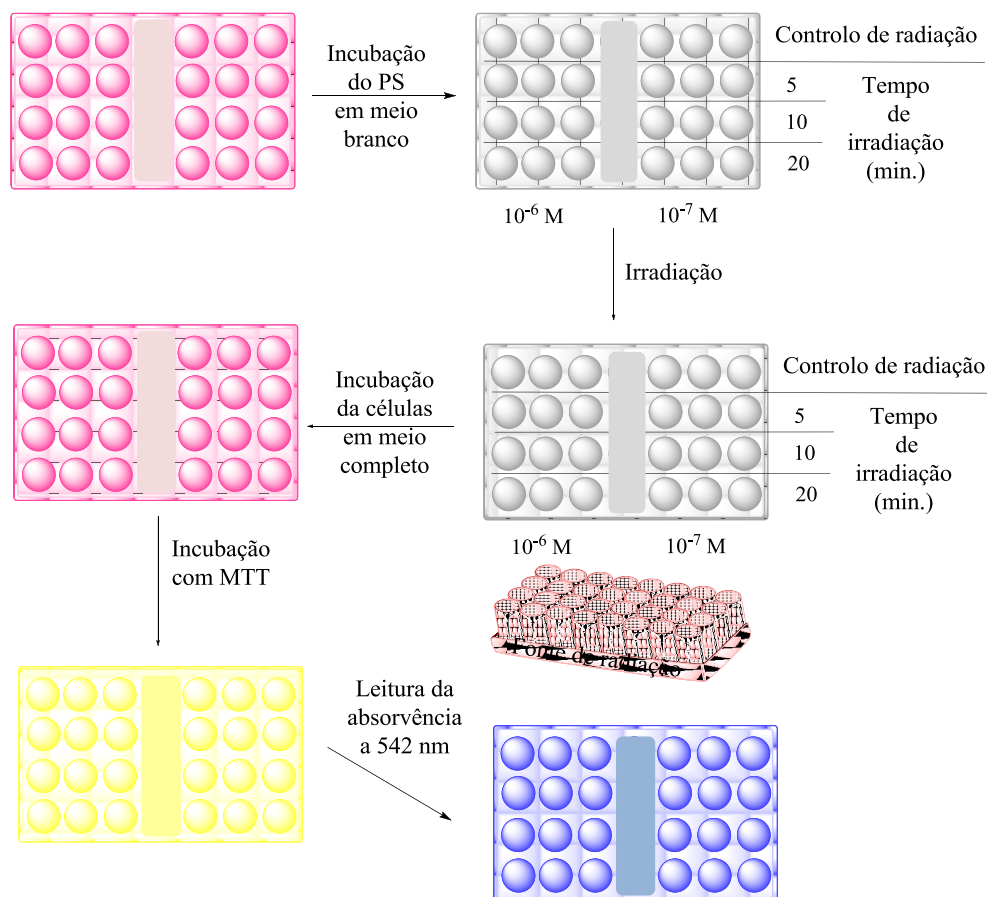 Incubação
do PS
em meio
branco
Controlo de radiação
5
10
20
Tempo
de
irradiação
(min.)
10⁻⁶ M
10⁻⁷ M
Irradiação
Controlo de radiação
5
10
20
Tempo
de
irradiação
(min.)
10⁻⁶ M
10⁻⁷ M
Incubação
da células
em meio
completo
Fonte de radiação
Incubação
com MTT
Leitura da
absorvência
a 542 nm